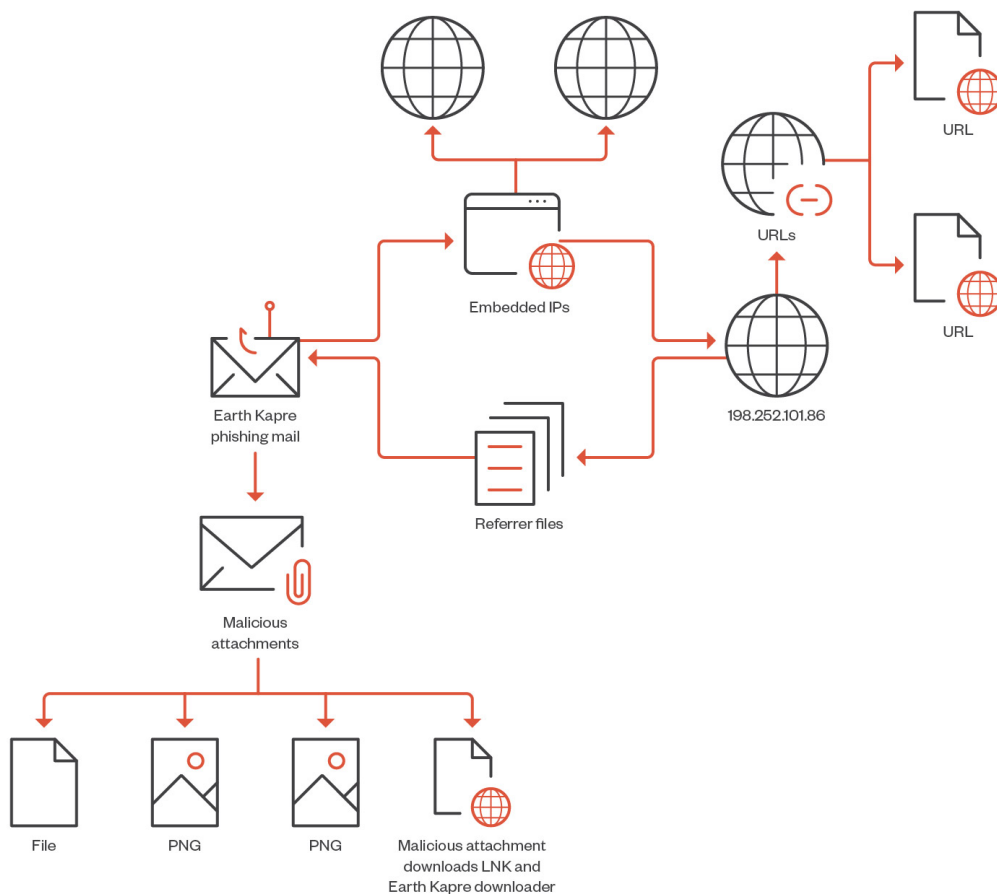 URL
URLs
URL
Embedded IPs
Earth Kapre
phishing mail
198.252.101.86
Referrer files
Malicious
attachments
File
PNG
PNG
Malicious attachment
downloads LNK and
Earth Kapre downloader